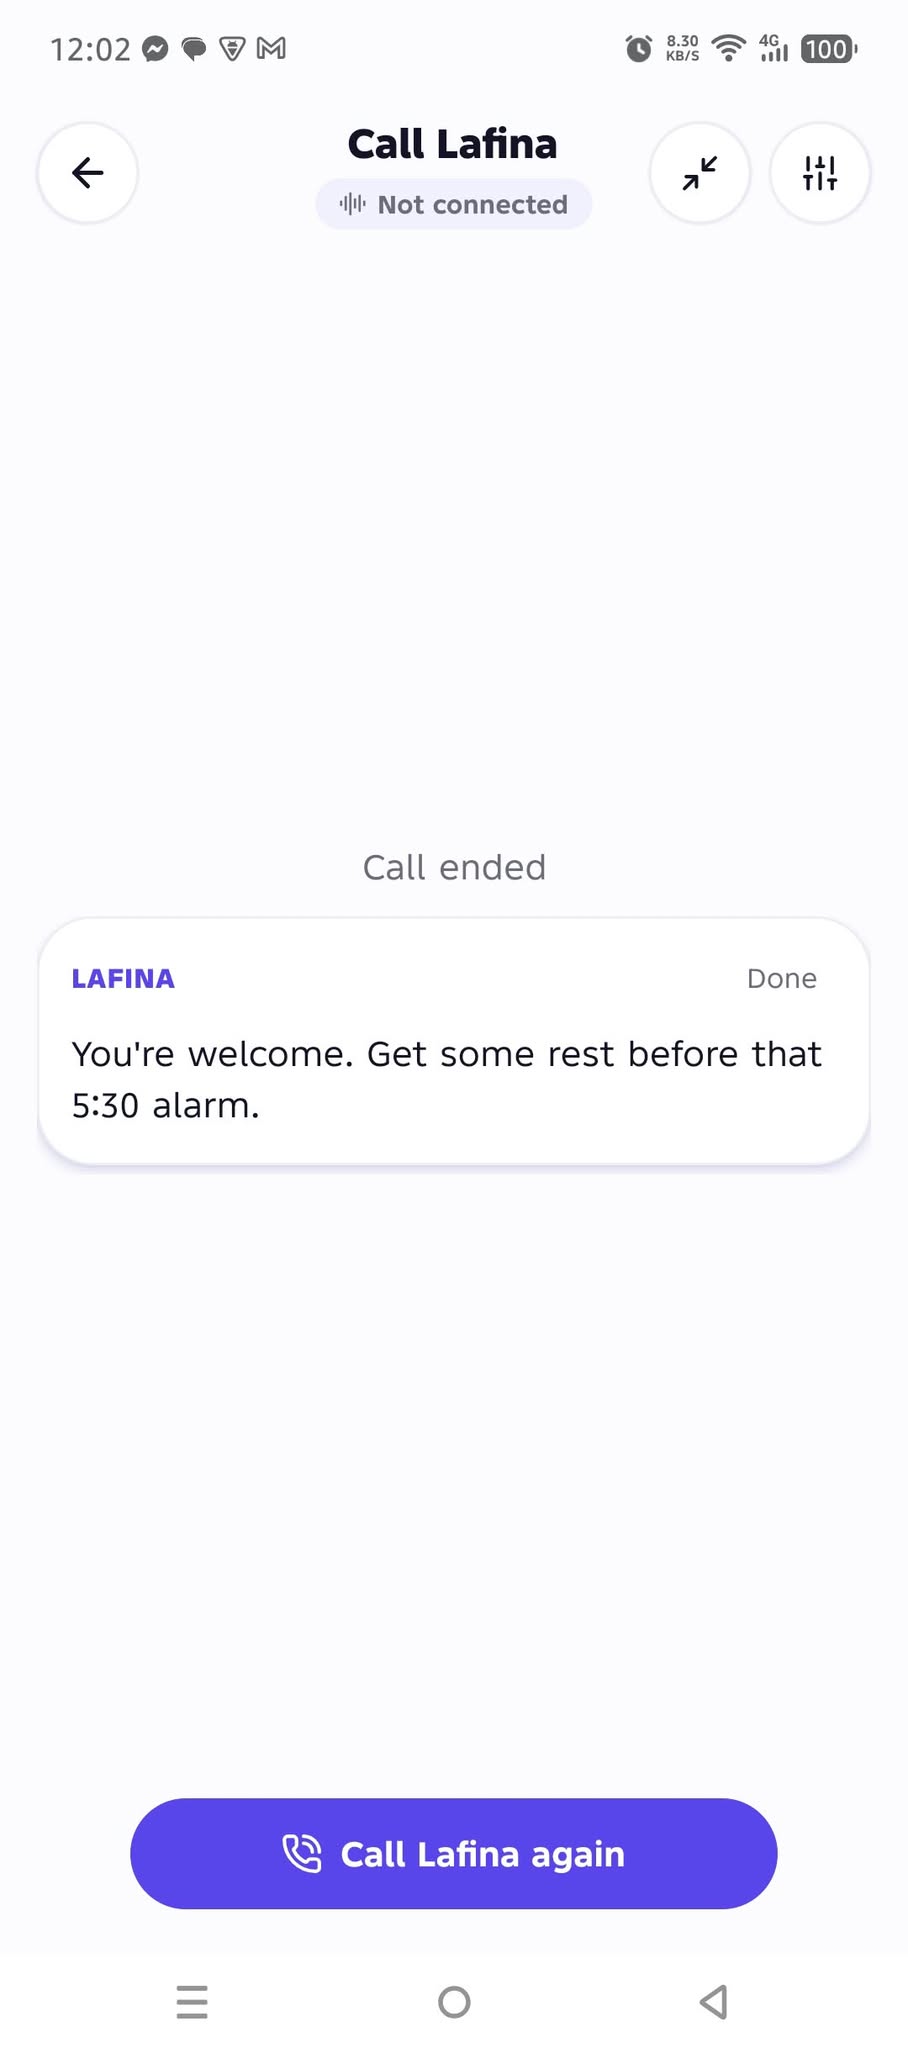 12:02
8.30
KB/S
4G
100
Call Lafina
Not connected
Call ended
LAFINA
Done
You're welcome. Get some rest before that
5:30 alarm.
Call Lafina again